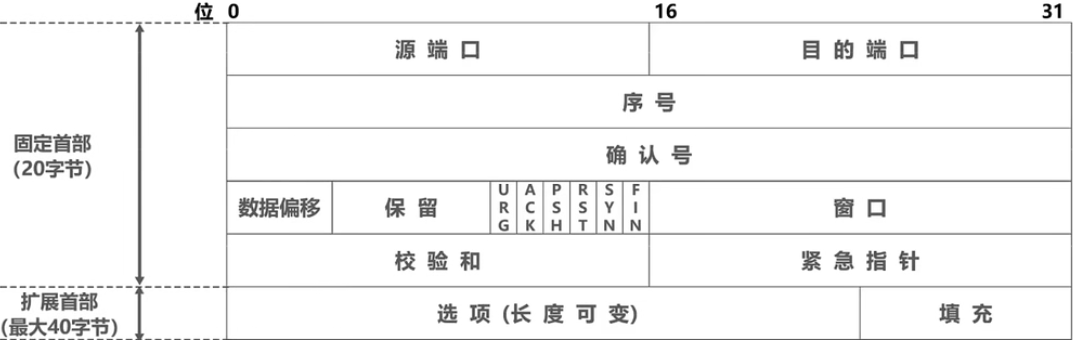 位 0 16 31
源端口 目的端口
序号
确认号
固定首部
(20字节)
数据偏移 保留 URG ACK PSH RST SYN FIN 窗口
校验和 紧急指针
扩展首部
(最大40字节)
选项(长度可变) 填充